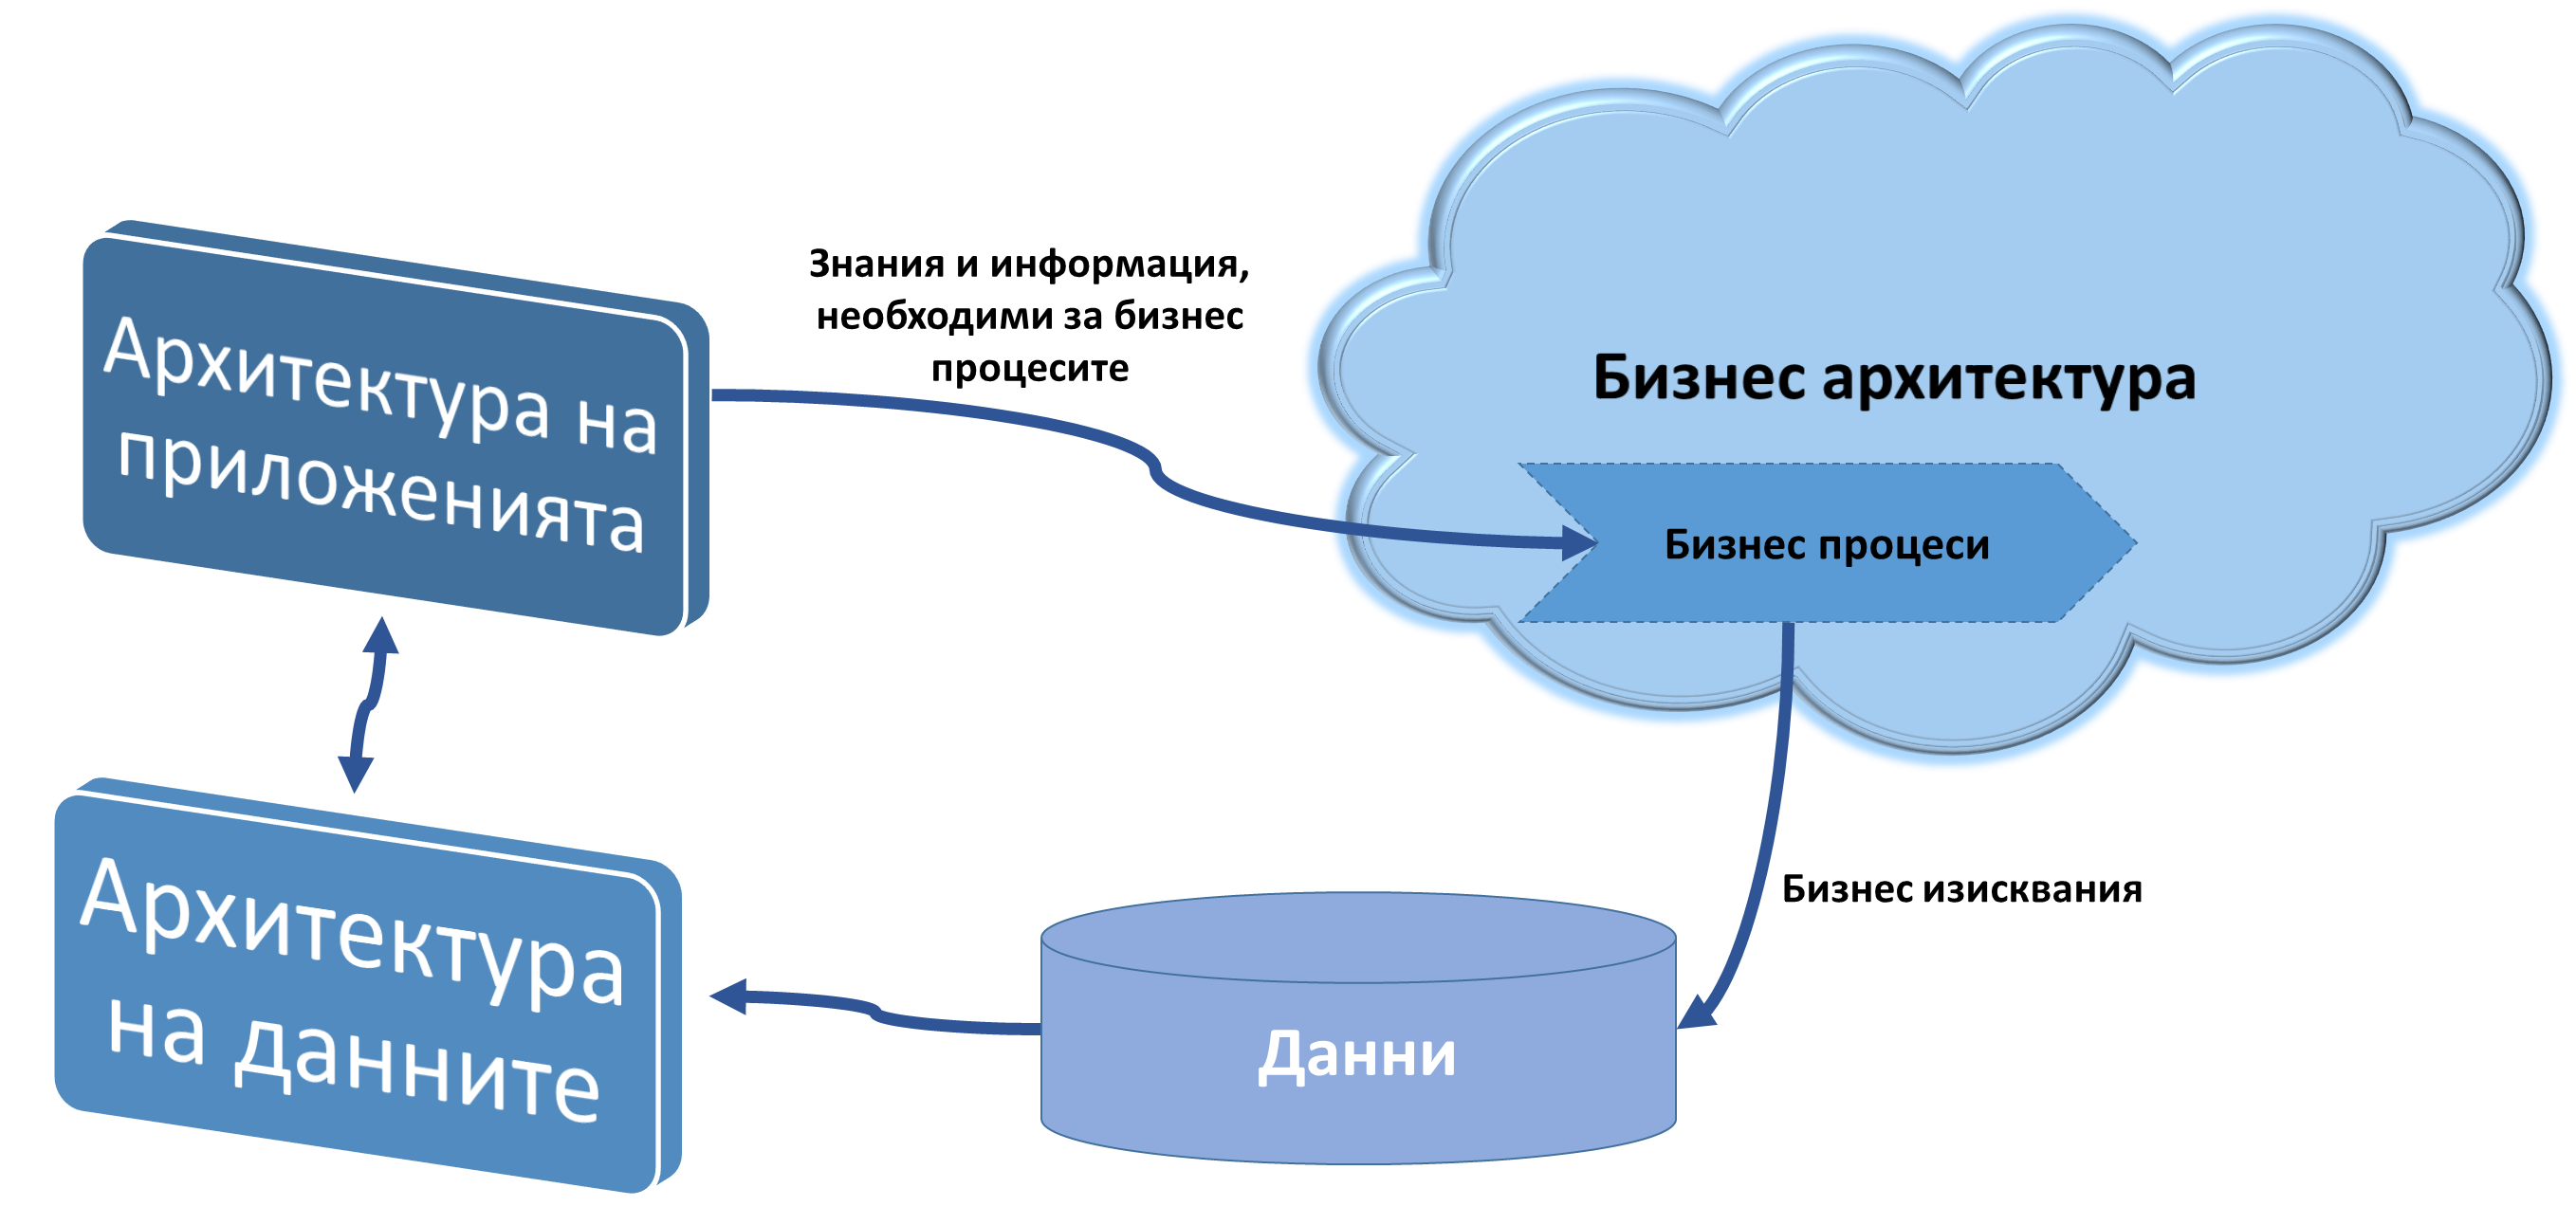 Знания и информация,
необходими за бизнес
процесите
Архитектура на
приложенията
Бизнес архитектура
Бизнес процеси
Бизнес изисквания
Архитектура
на данните
Данни